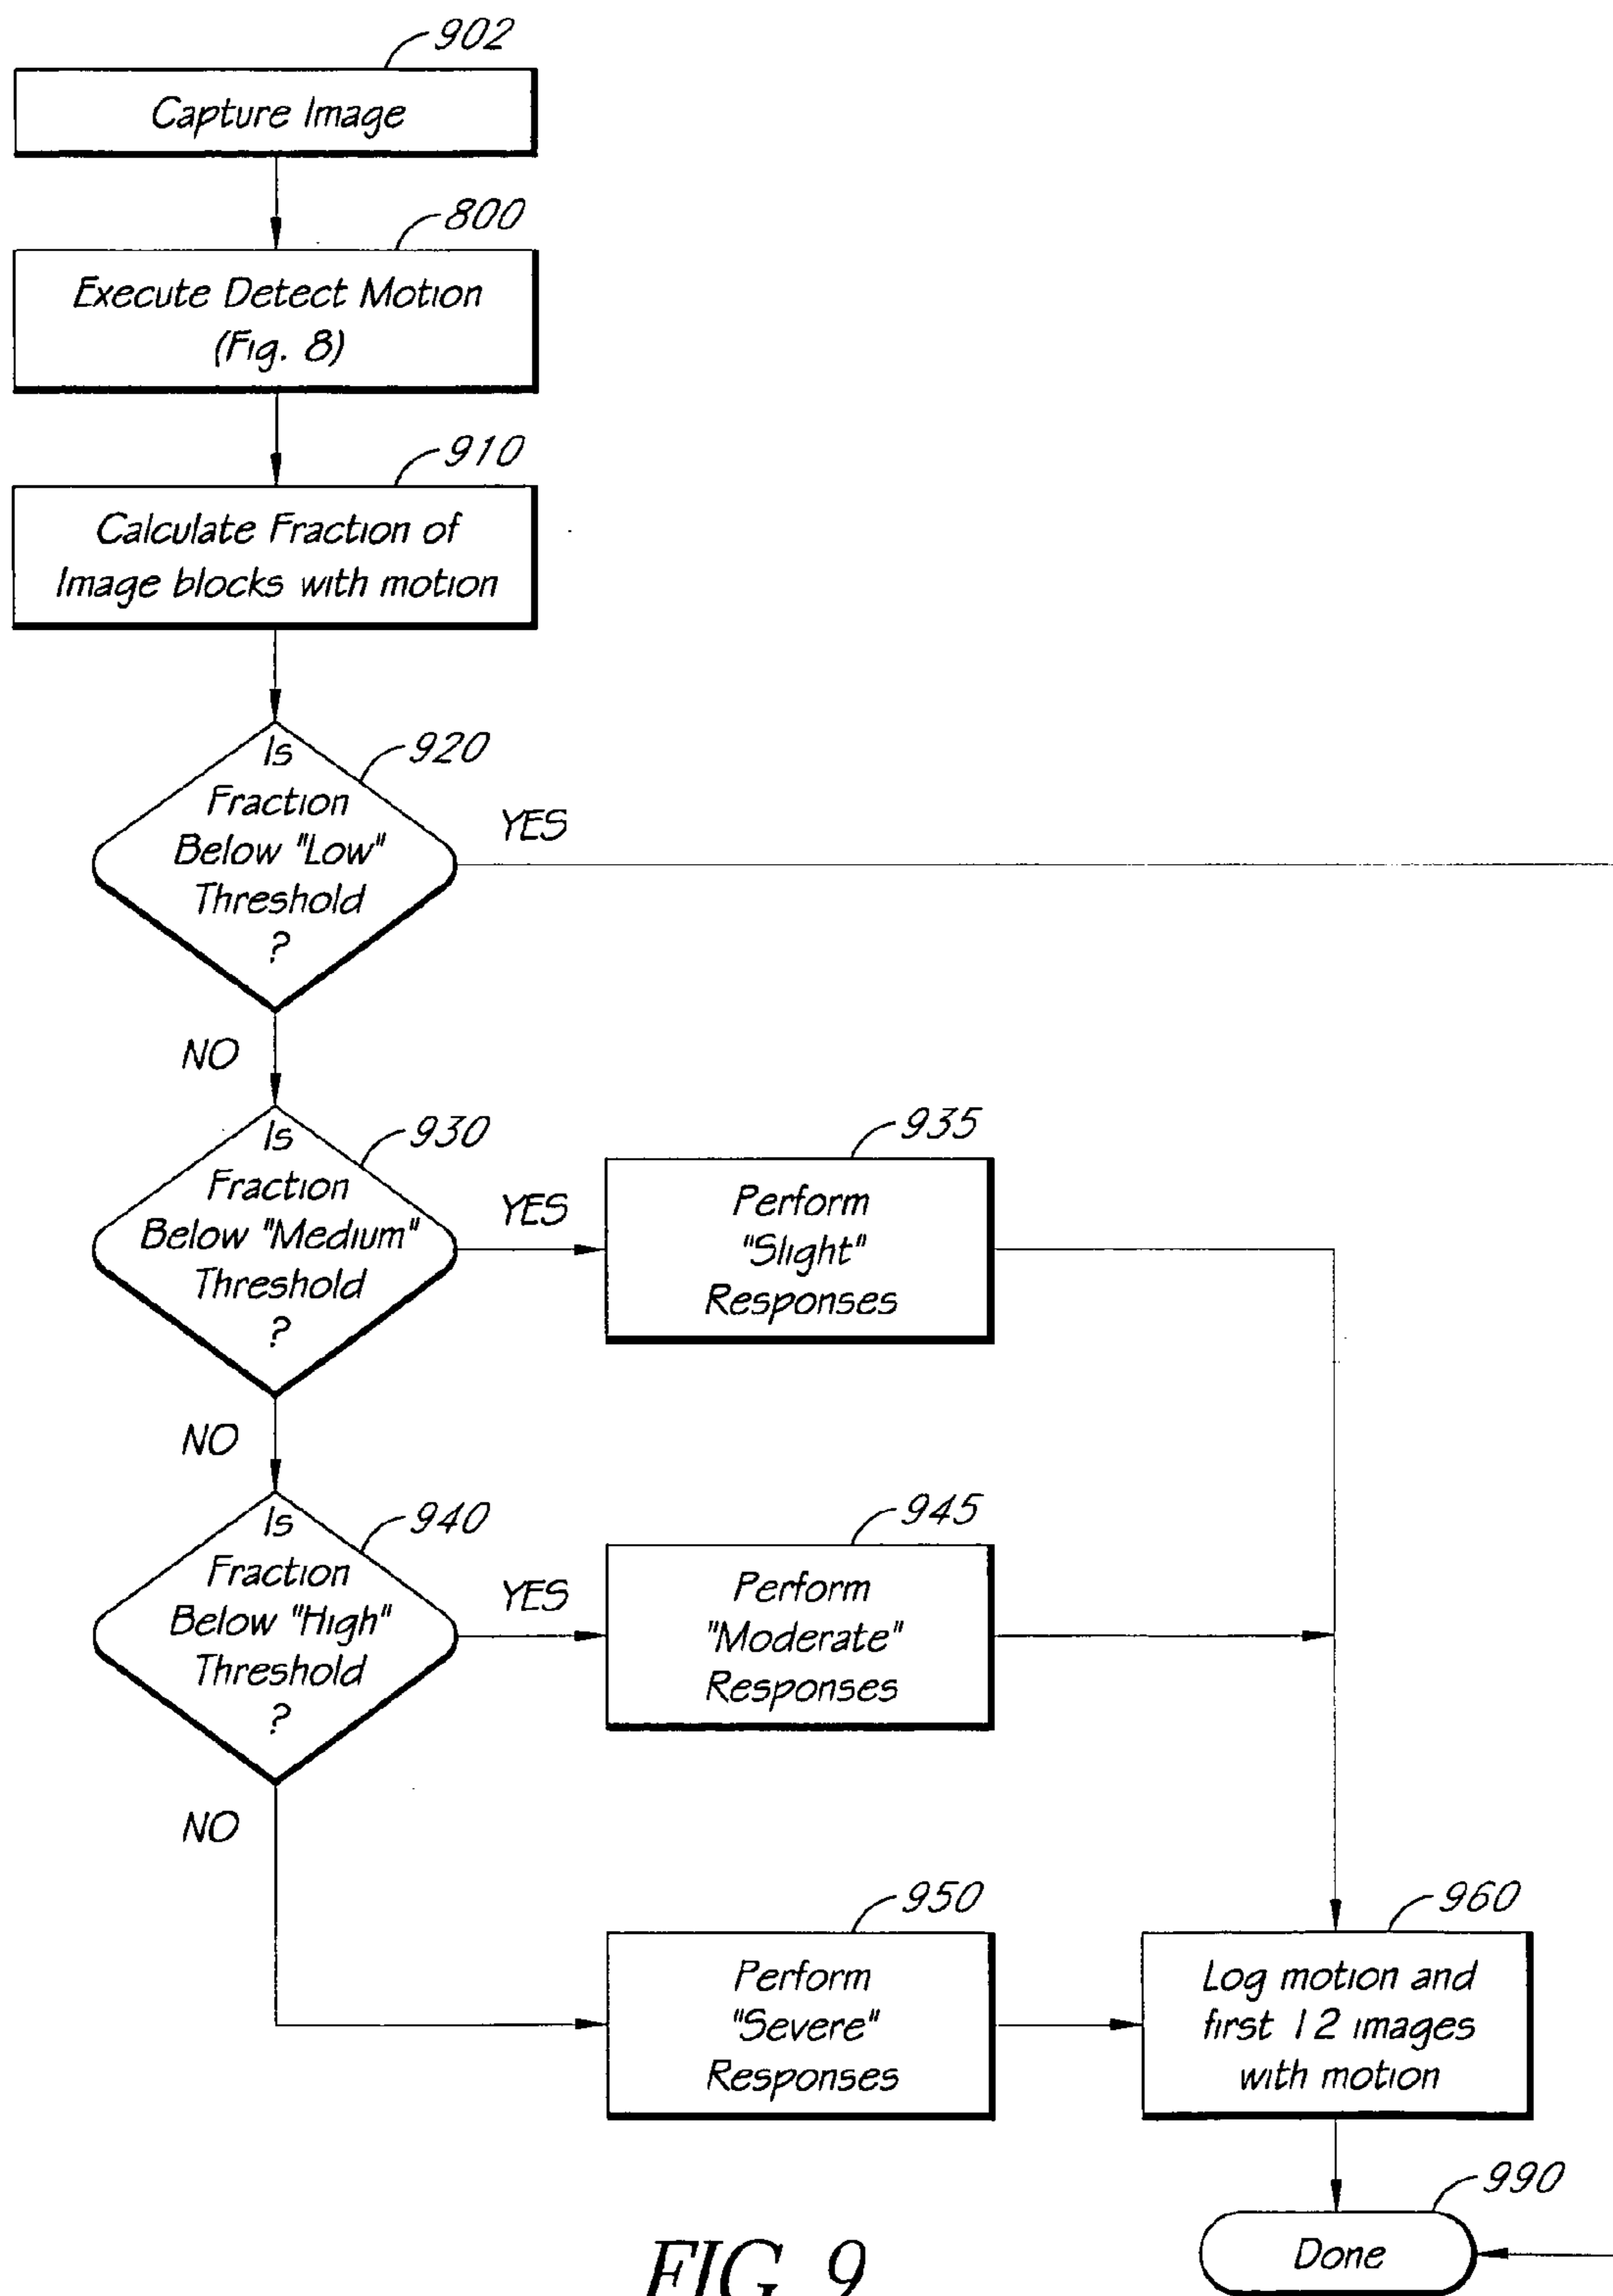 902
Capture Image
800
Execute Detect Motion
(Fig. 8)
910
Calculate Fraction of
Image blocks with motion
920
Is
Fraction
Below "Low"
Threshold
?
YES
NO
930
Is
Fraction
Below "Medium"
Threshold
?
YES
935
Perform
"Slight"
Responses
NO
940
Is
Fraction
Below "High"
Threshold
?
YES
945
Perform
"Moderate"
Responses
NO
950
Perform
"Severe"
Responses
960
Log motion and
first 12 images
with motion
990
Done
FIG. 9